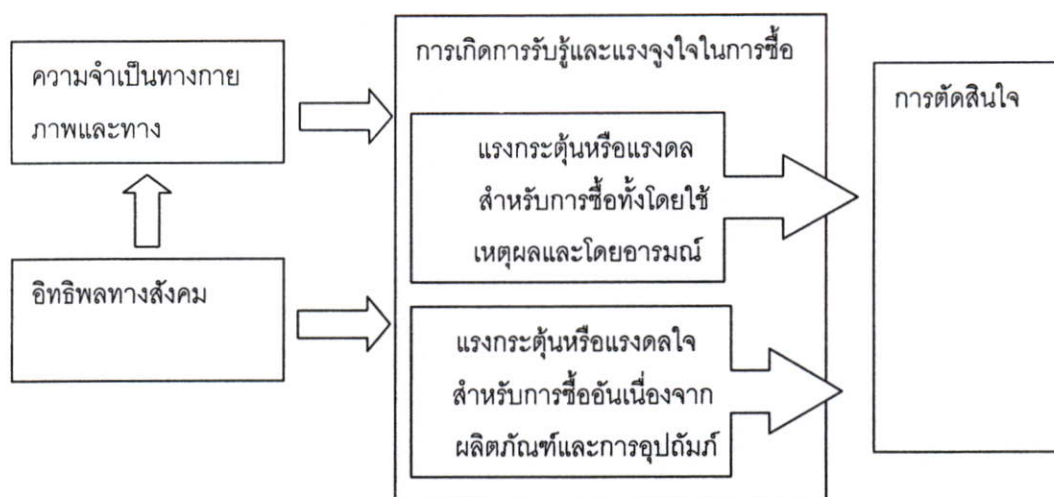 ความจำเป็นทางกาย
ภาพและทาง
อิทธิพลทางสังคม
การเกิดการรับรู้และแรงจูงใจในการซื้อ
แรงกระตุ้นหรือแรงดล
สำหรับการซื้อทั้งโดยใช้
เหตุผลและโดยอารมณ์
แรงกระตุ้นหรือแรงดลใจ
สำหรับการซื้ออันเนื่องจาก
ผลิตภัณฑ์และการอุปถัมภ์
การตัดสินใจ